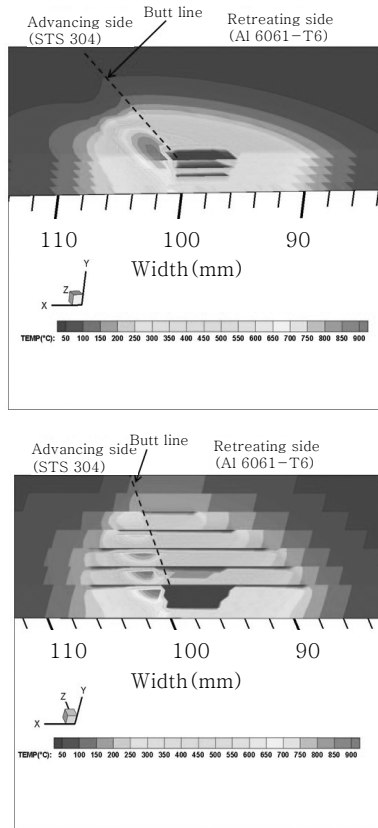 Advancing side Butt line Retreating side
(STS 304) (Al 6061-T6)
110 100 90
Width(mm)
Y
Z
X
TEMP(°C): 50 100 150 200 250 300 350 400 450 500 600 650 700 750 800 850 900
Advancing side Butt line Retreating side
(STS 304) (Al 6061-T6)
110 100 90
Width(mm)
Z Y
X
TEMP(°C): 50 100 150 200 250 300 350 400 450 500 600 650 700 750 800 850 900